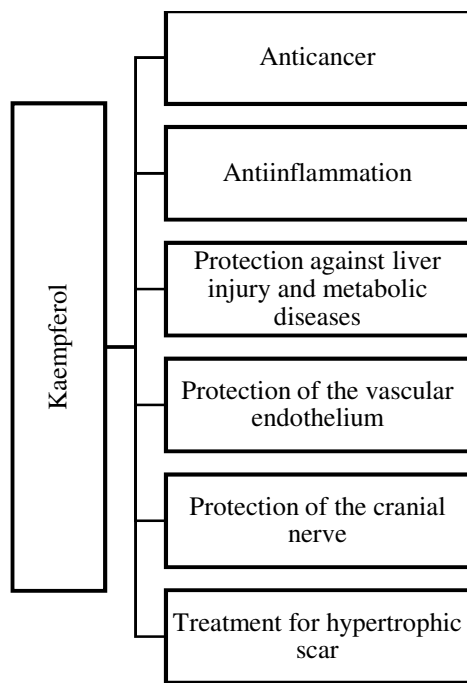 Kaempferol
Anticancer
Antiinflammation
Protection against liver
injury and metabolic
diseases
Protection of the vascular
endothelium
Protection of the cranial
nerve
Treatment for hypertrophic
scar